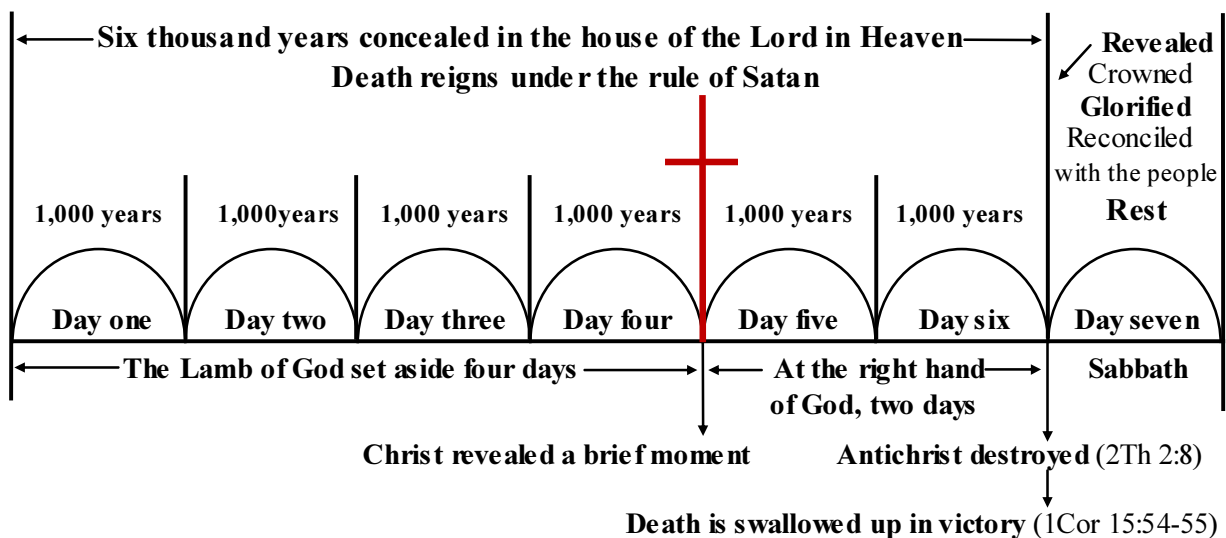 Six thousand years concealed in the house of the Lord in Heaven
Death reigns under the rule of Satan
Revealed
Crowned
Glorified
Reconciled
with the people
Rest
1,000 years
1,000years
1,000 years
1,000 years
1,000 years
1,000 years
Day one
Day two
Day three
Day four
Day five
Day six
Day seven
The Lamb of God set aside four days
At the right hand
of God, two days
Sabbath
Christ revealed a brief moment
Antichrist destroyed (2Th 2:8)
Death is swallowed up in victory (1Cor 15:54-55)